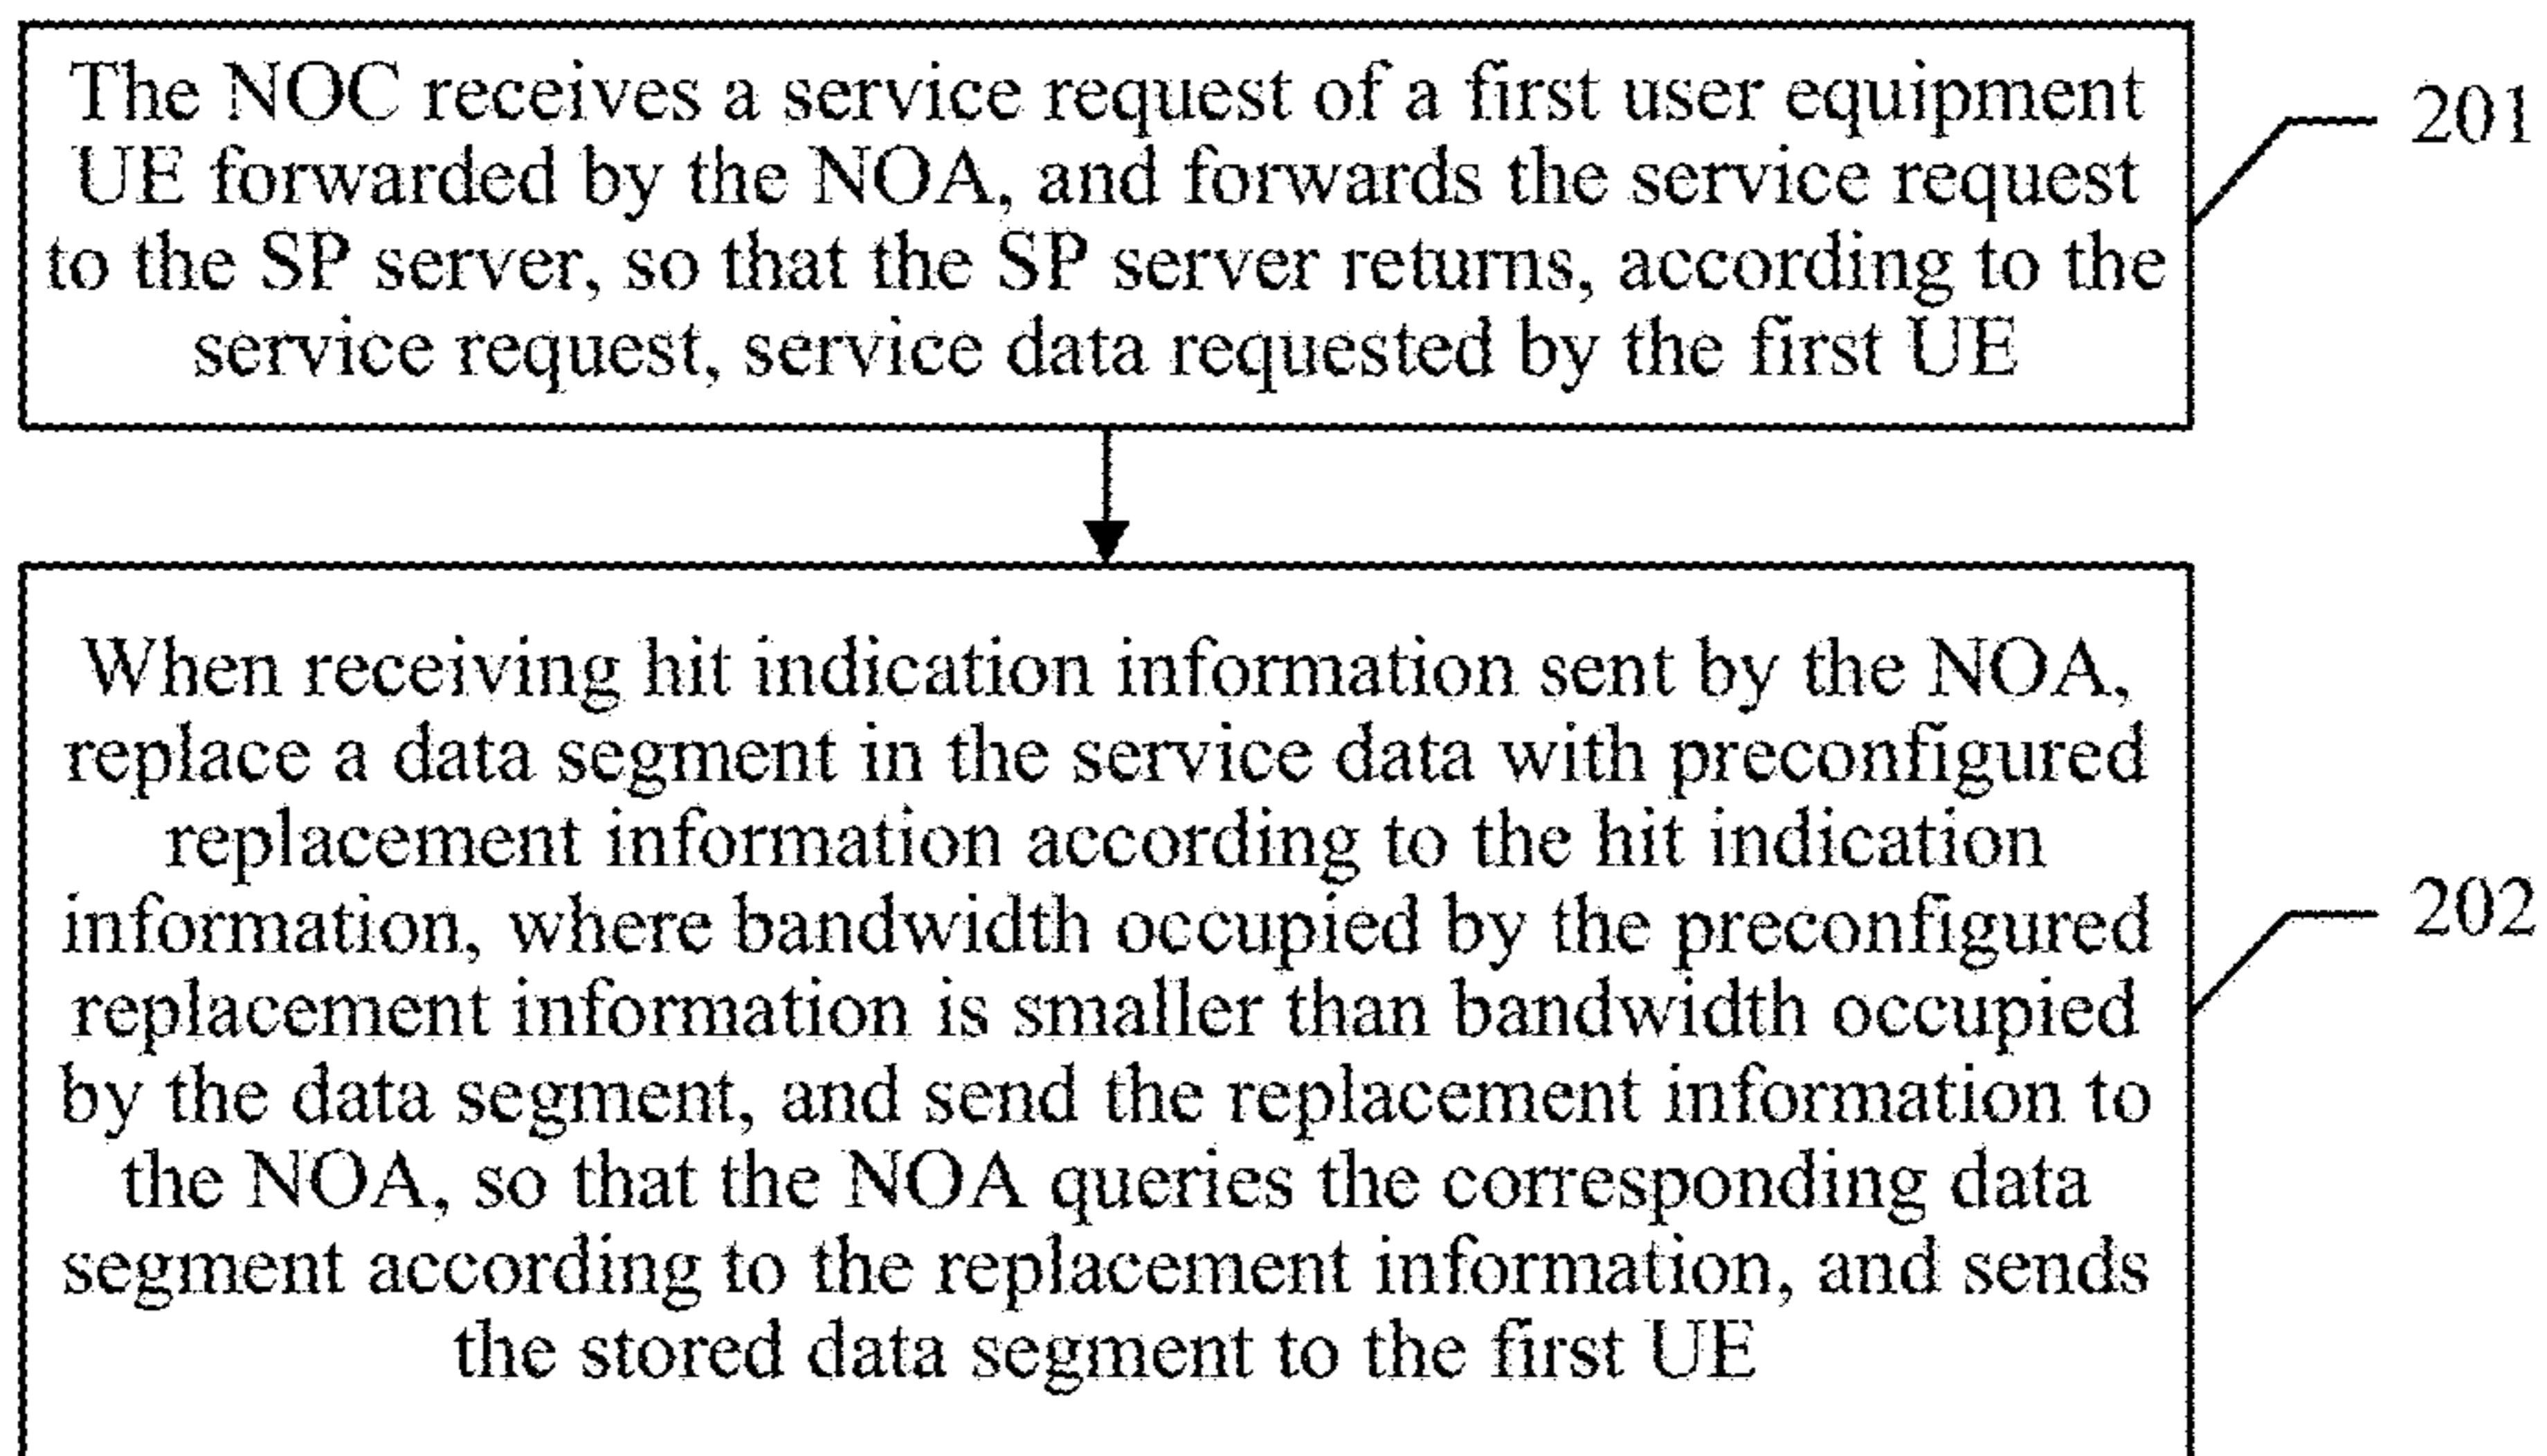 The NOC receives a service request of a first user equipment
UE forwarded by the NOA, and forwards the service request
to the SP server, so that the SP server returns, according to the
service request, service data requested by the first UE
201
When receiving hit indication information sent by the NOA,
replace a data segment in the service data with preconfigured
replacement information according to the hit indication
information, where bandwidth occupied by the preconfigured
replacement information is smaller than bandwidth occupied
by the data segment, and send the replacement information to
the NOA, so that the NOA queries the corresponding data
segment according to the replacement information, and sends
the stored data segment to the first UE
202